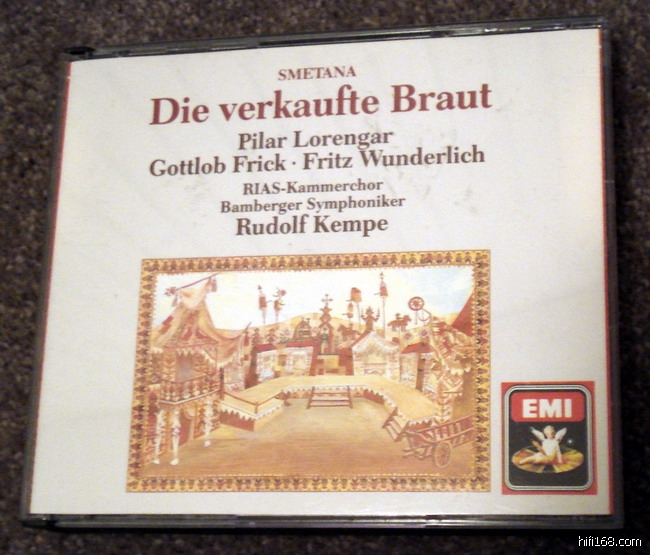 SMETANA
Die verkaufte Braut
Pilar Lorengar
Gottlob Frick · Fritz Wunderlich
RIAS-Kammerchor
Bamberger Symphoniker
Rudolf Kempe
EMI
hifi168.com